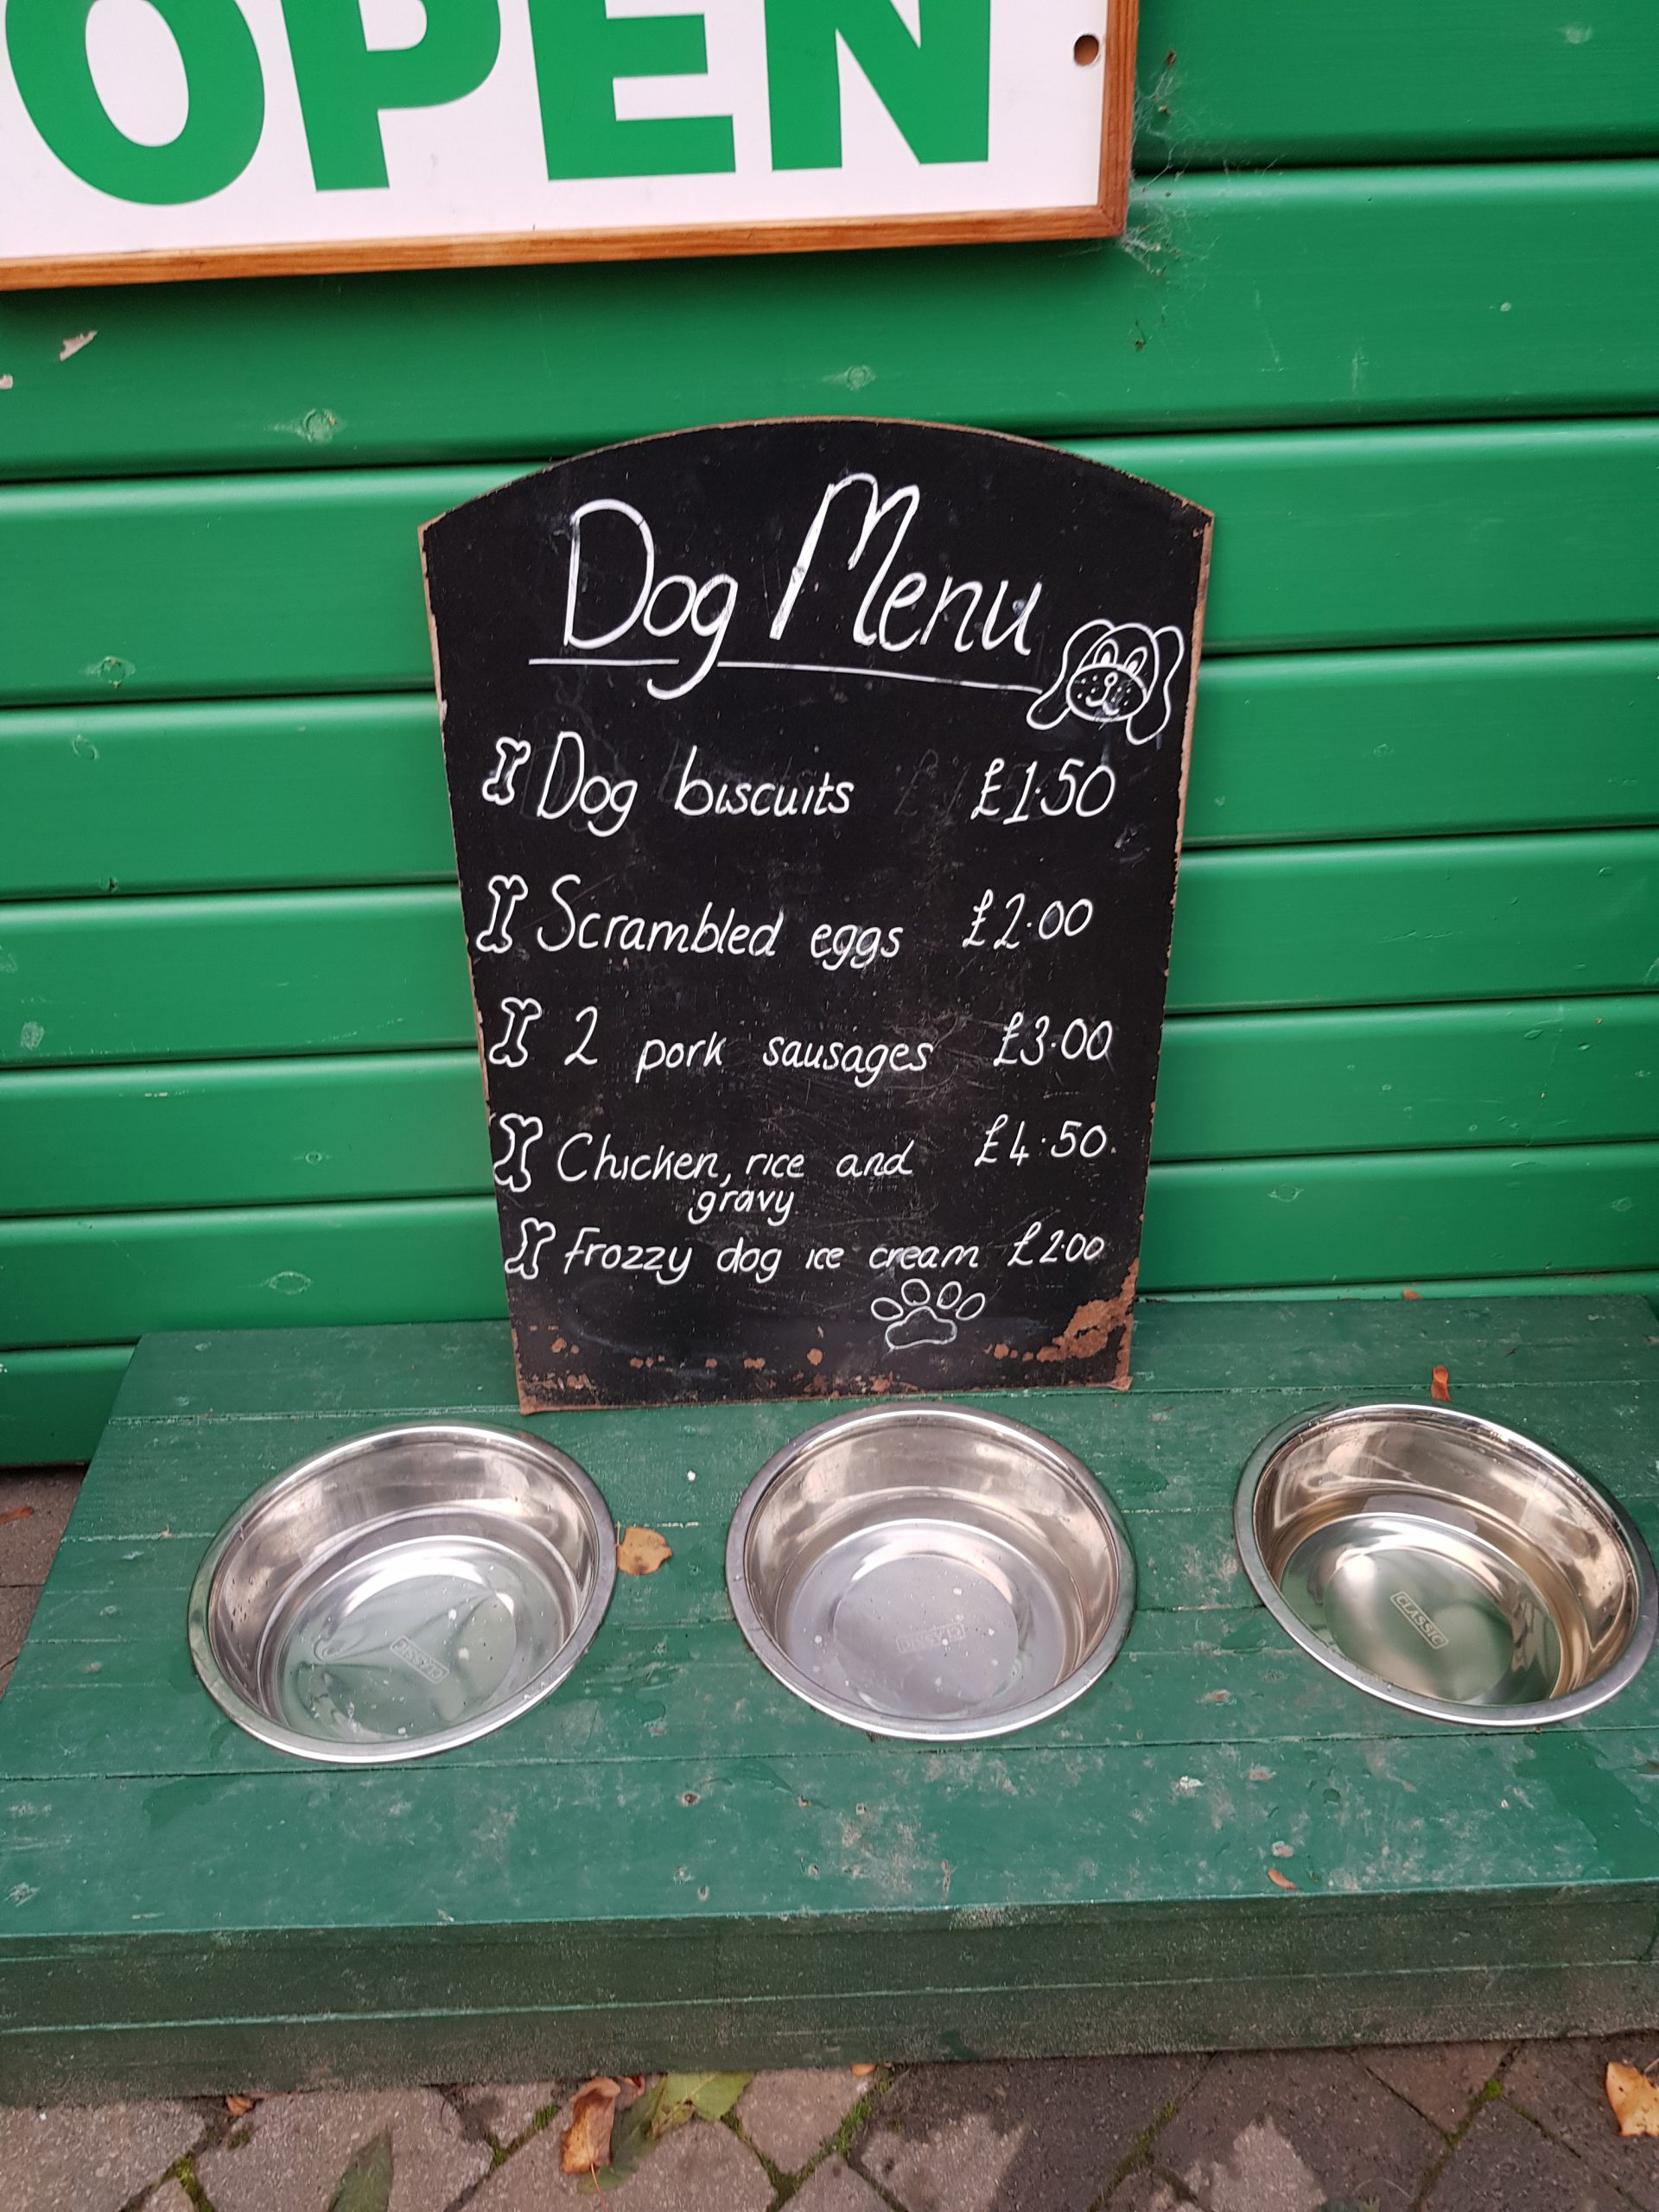 OPEN
Dog Menu
Dog biscuits £1.50
Scrambled eggs £2.00
2 pork sausages £3.00
Chicken, rice and £4.50
gravy
Frozzy dog ice cream £2.00
CLASSIC
CLASSIC
CLASSIC